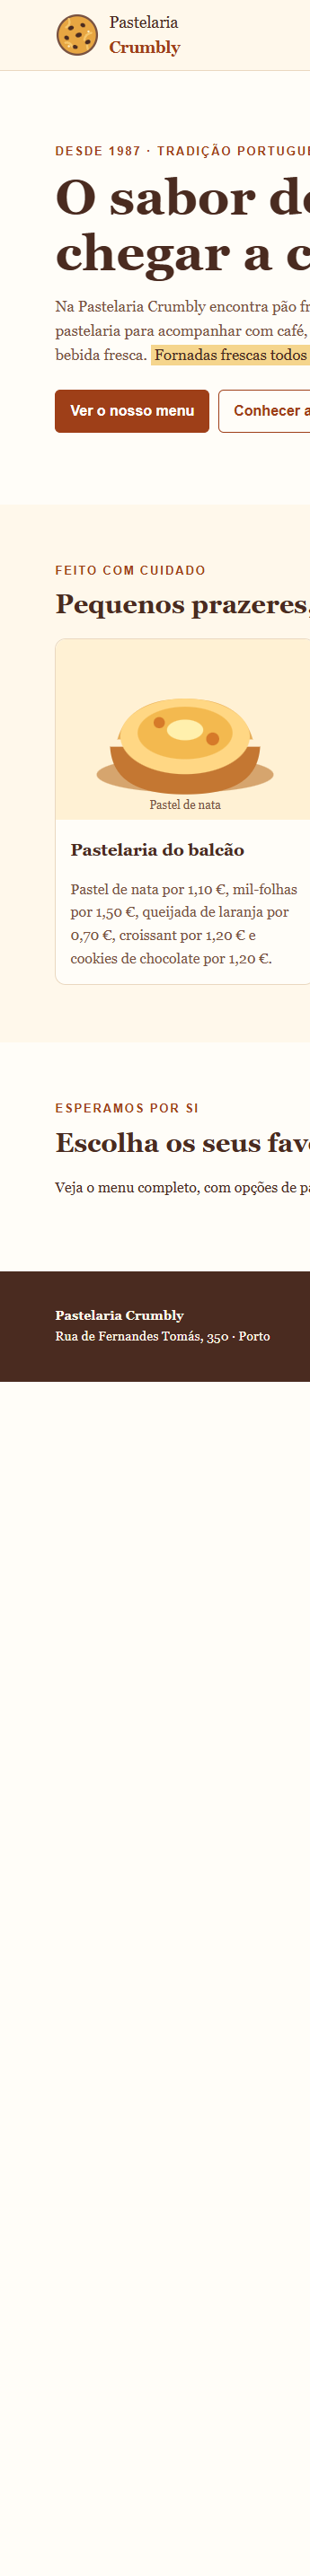 Pastelaria
Crumbly
DESDE 1987 · TRADIÇÃO
O sabor
chegar a
Na Pastelaria Crumbly encontra pão
pastelaria para acompanhar com café,
bebida fresca. Fornadas frescas todos
Ver o nosso menu
Conhecer a
FEITO COM CUIDADO
Pequenos prazeres,
Pastel de nata
Pastelaria do balcão
Pastel de nata por 1,10 €, mil-folhas
por 1,50 €, queijada de laranja por
0,70 €, croissant por 1,20 € e
cookies de chocolate por 1,20 €.
ESPERAMOS POR SI
Escolha os seus
Veja o menu completo, com opções de
Pastelaria Crumbly
Rua de Fernandes Tomás, 350 · Porto